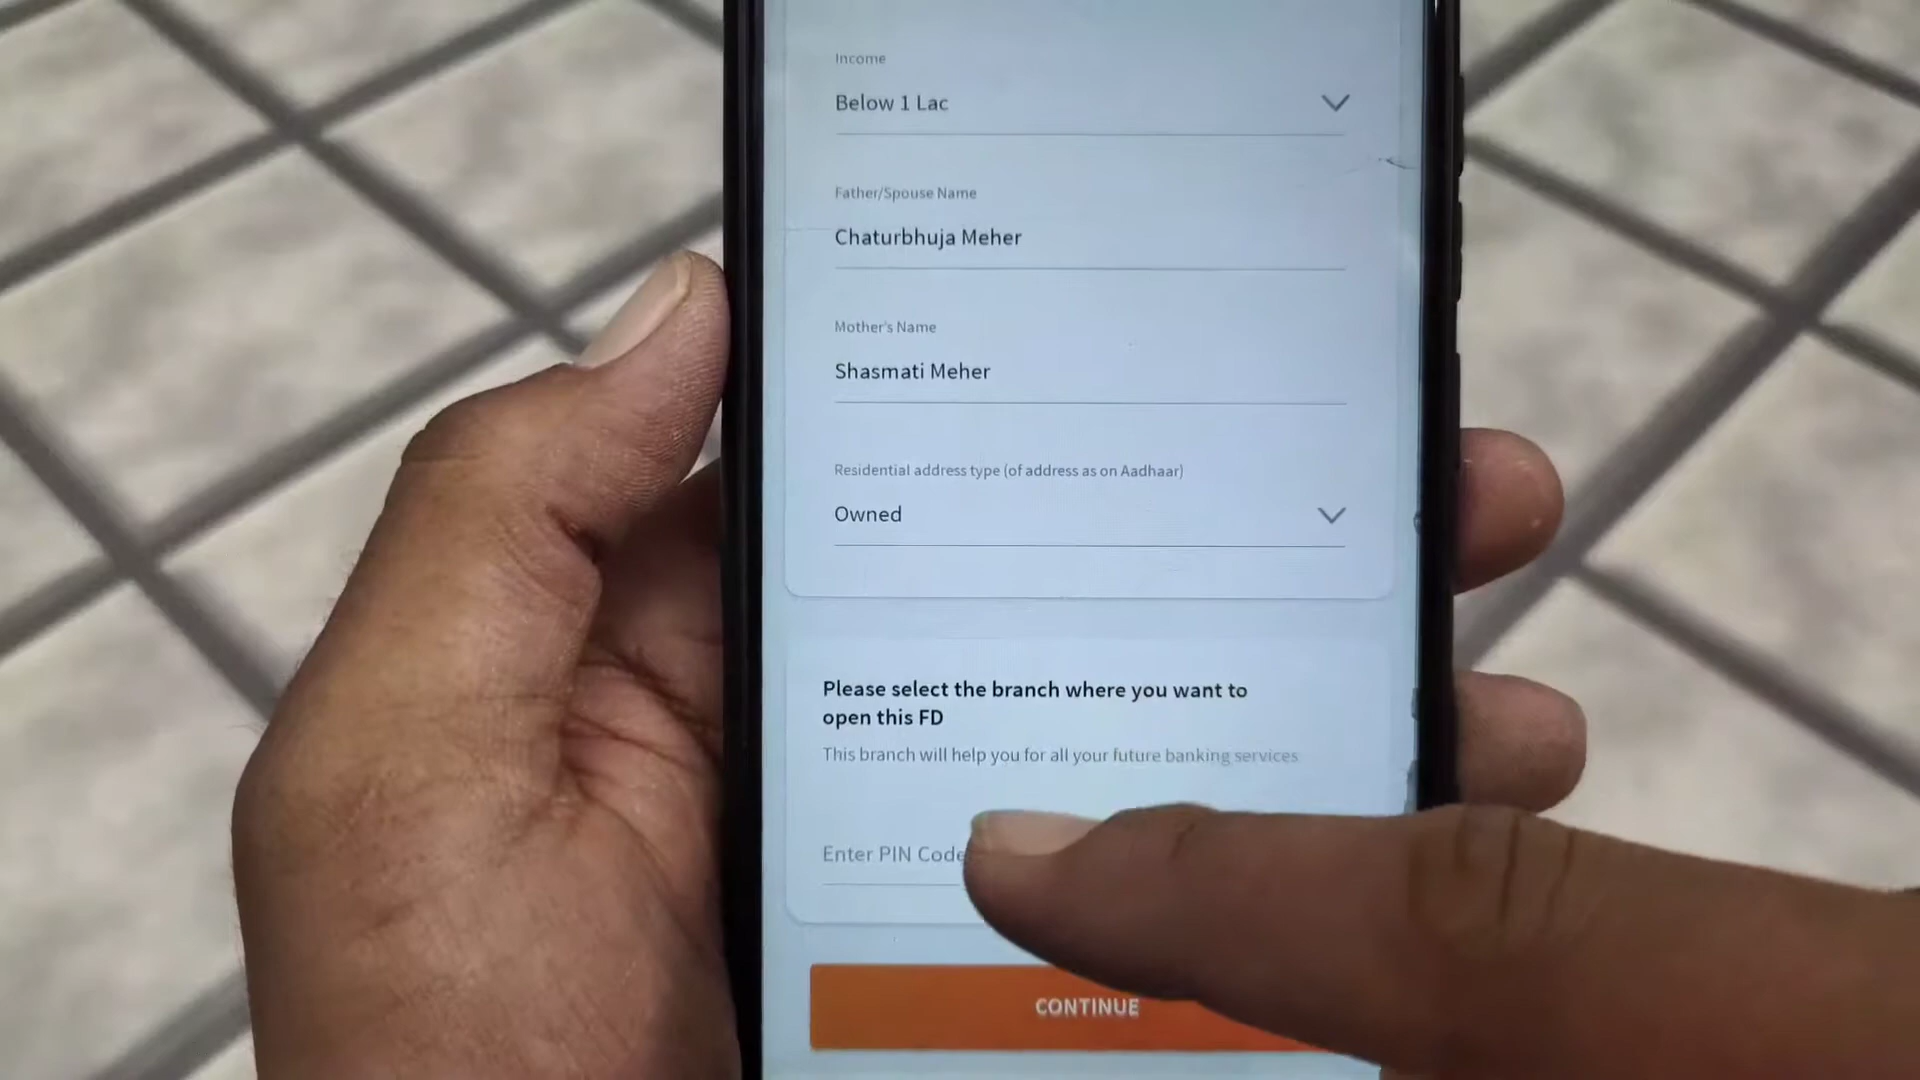 Income
Below 1 Lac
Father/Spouse Name
Chaturbhuja Meher
Mother's Name
Shasmati Meher
Residential address type (of address as on Aadhaar)
Owned
Please select the branch where you want to
open this FD
This branch will help you for all your future banking services
Enter PIN Code
CONTINUE